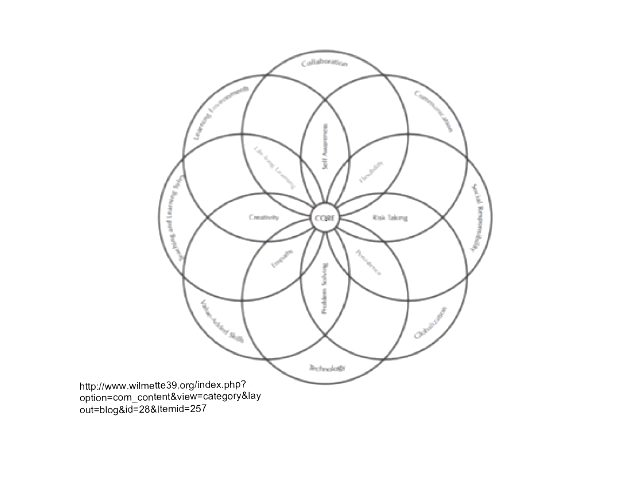 Collaboration
Learning Environments
Communication
Self Awareness
Life-long Learning
Flexibility
Teaching and Learning Styles
Social Responsibility
Creativity
CORE
Risk Taking
Empathy
Persistence
Problem Solving
Value-Added Skills
Globalization
Technology
http://www.wilmette39.org/index.php?
option=com_content&view=category&lay
out=blog&id=28&itemid=257